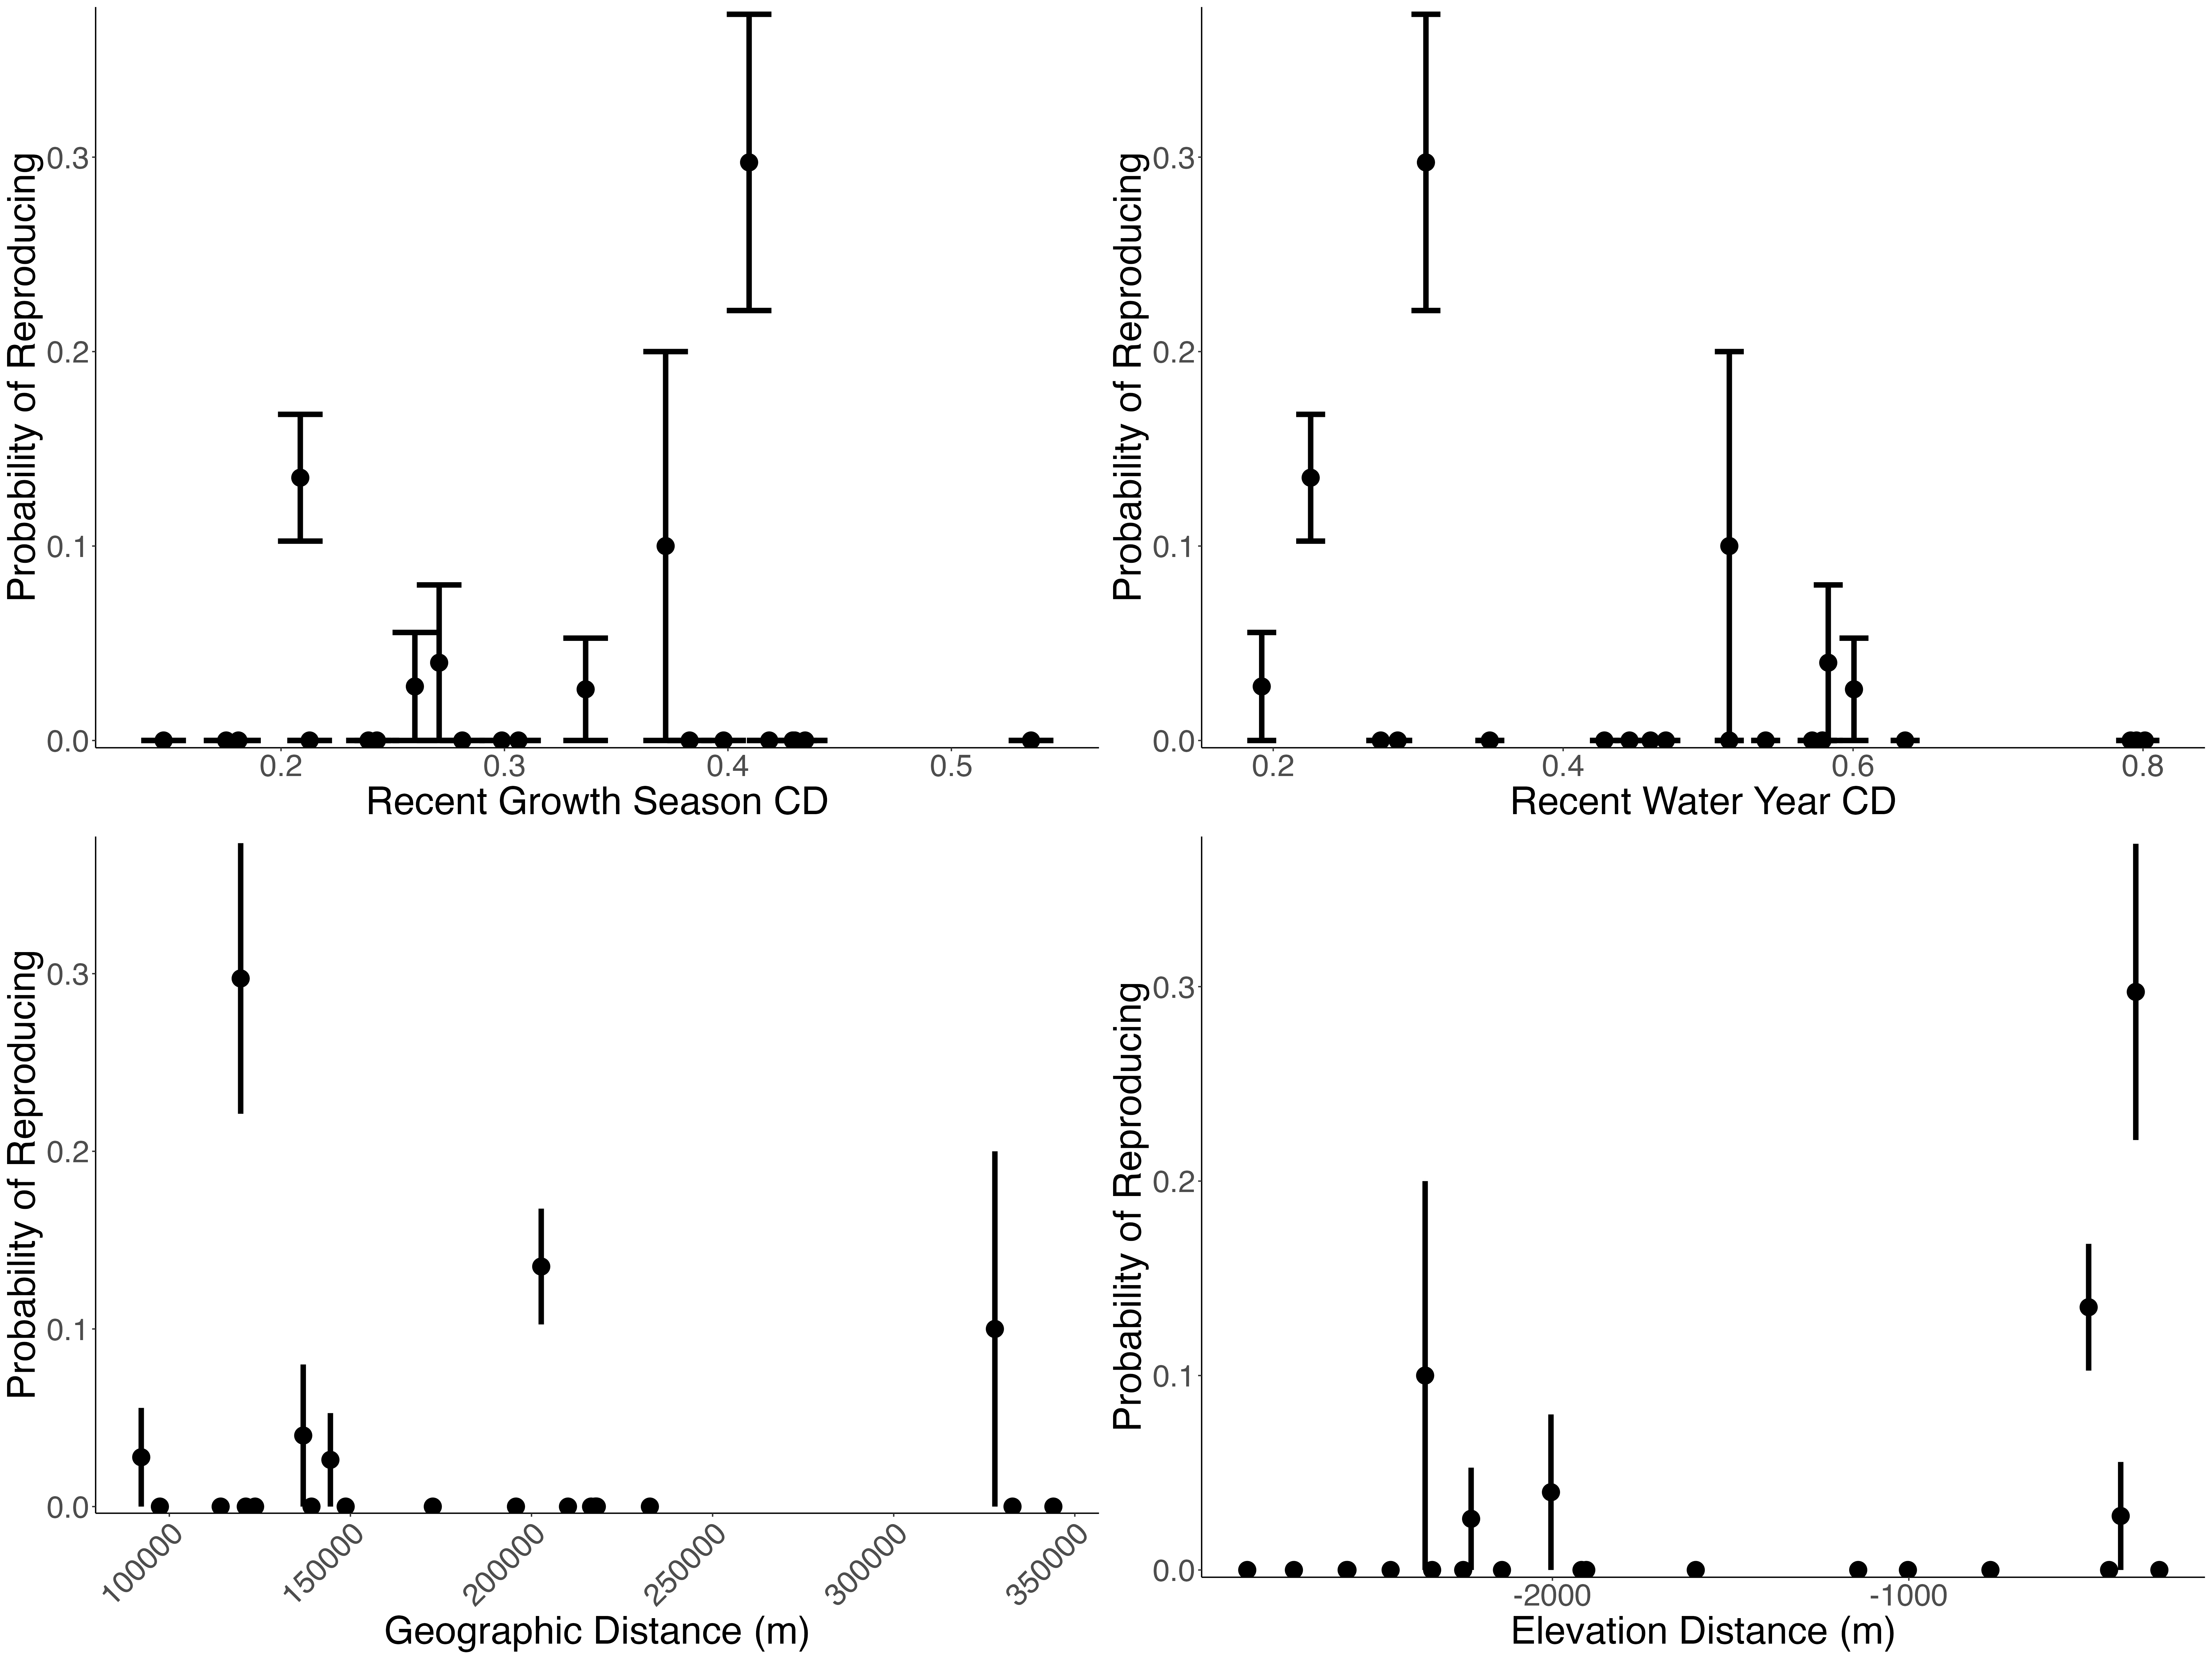 Probability of Reproducing
0.3
0.2
0.1
0.0
0.2 0.3 0.4 0.5
Recent Growth Season CD
Probability of Reproducing
0.3
0.2
0.1
0.0
0.2 0.4 0.6 0.8
Recent Water Year CD
Probability of Reproducing
0.3
0.2
0.1
0.0
100000 150000 200000 250000 300000 350000
Geographic Distance (m)
Probability of Reproducing
0.3
0.2
0.1
0.0
-2000 -1000
Elevation Distance (m)